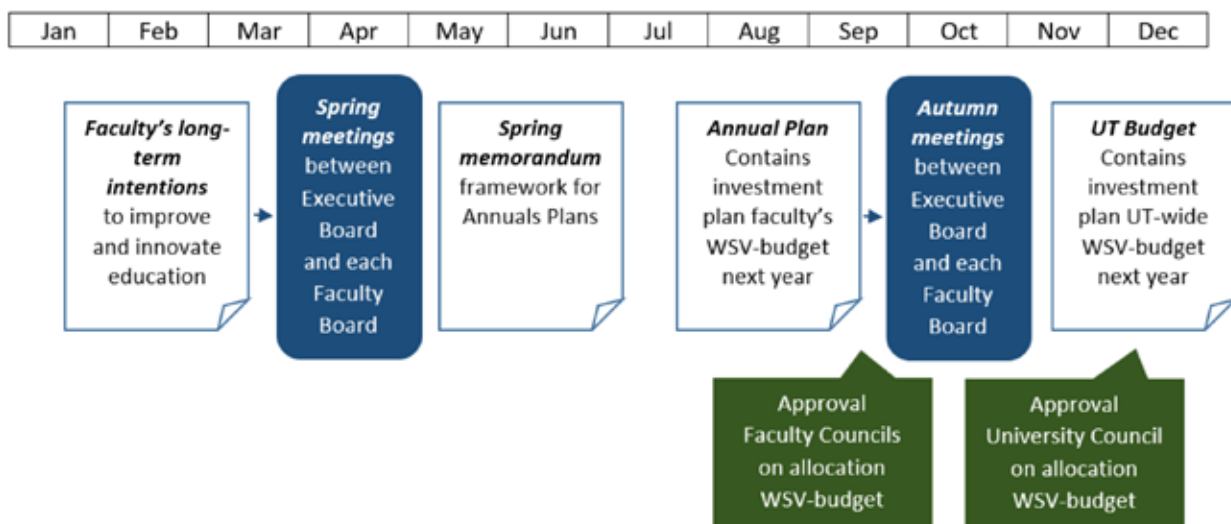 Jan Feb Mar Apr May Jun Jul Aug Sep Oct Nov Dec
Faculty's long-
term
intentions
to improve
and innovate
education
Spring
meetings
between
Executive
Board
and each
Faculty
Board
Spring
memorandum
framework for
Annuals Plans
Annual Plan
Contains
investment
plan faculty's
WSV-budget
next year
Autumn
meetings
between
Executive
Board
and each
Faculty
Board
UT Budget
Contains
investment
plan UT-wide
WSV-budget
next year
Approval
Faculty Councils
on allocation
WSV-budget
Approval
University Council
on allocation
WSV-budget